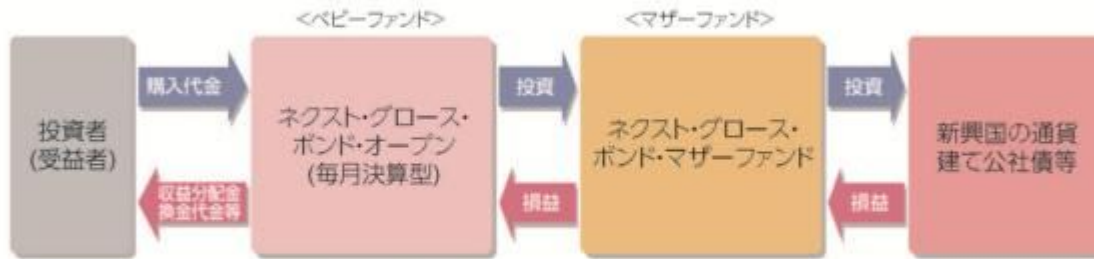 <ベビーファンド>
<マザーファンド>
投資者
(受益者)
購入代金
収益分配金
換金代金等
ネクスト・グロース・
ボンド・オープン
(毎月決算型)
投資
損益
ネクスト・グロース・
ボンド・マザーファンド
投資
損益
新興国の通貨
建て公社債等